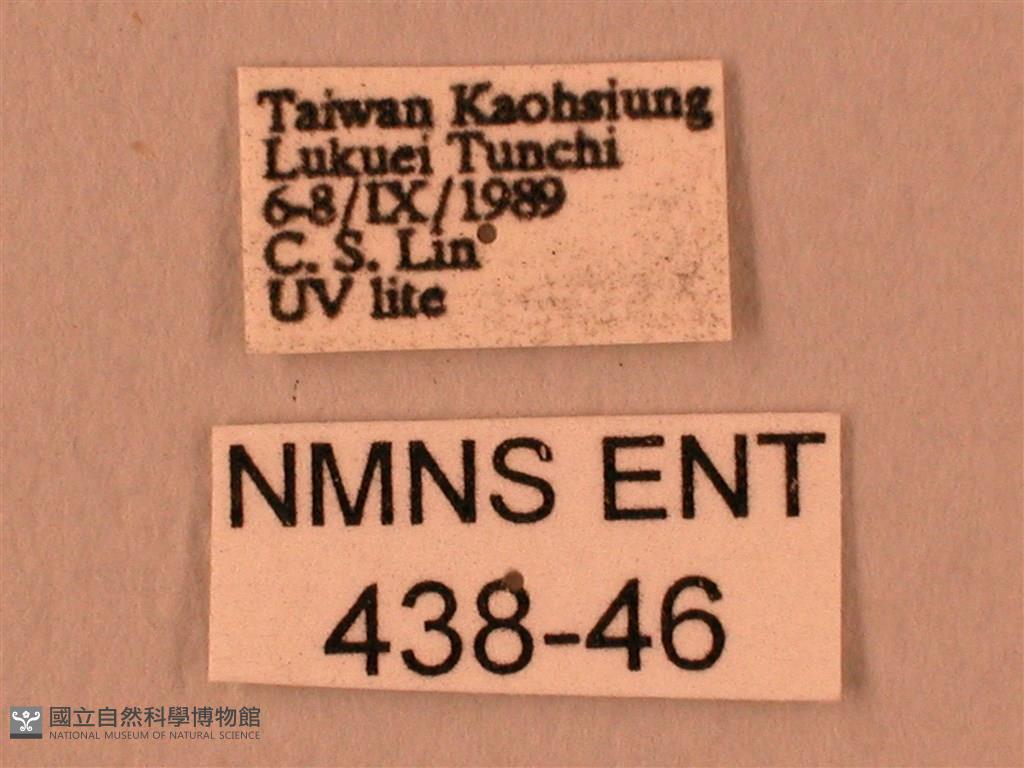 Taiwan Kaohsiung
Lukuei Tunchi
6-8/IX/1989
C. S. Lin
UV lite
NMNS ENT
438-46
國立自然科學博物館
NATIONAL MUSEUM OF NATURAL SCIENCE